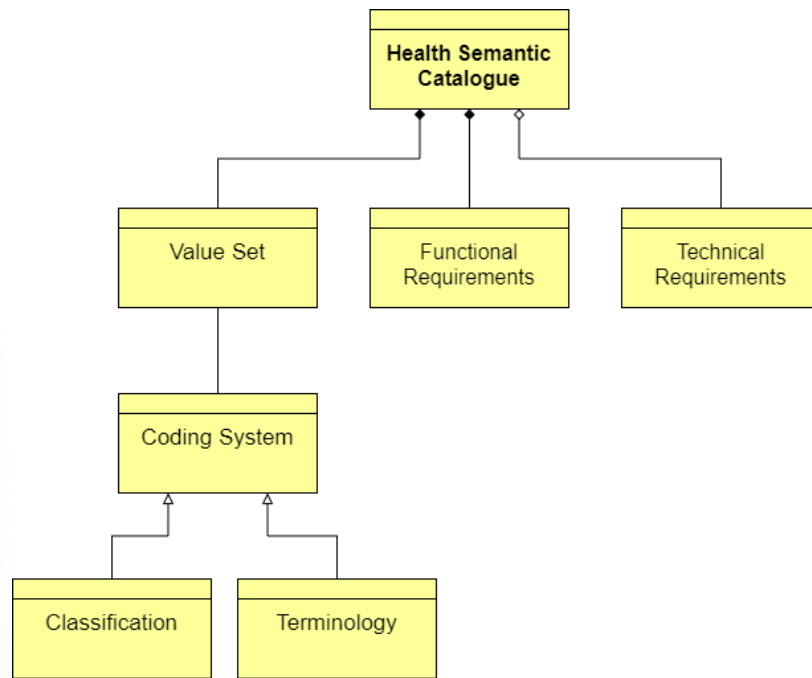 Health Semantic
Catalogue
Value Set
Functional
Requirements
Technical
Requirements
Coding System
Classification
Terminology